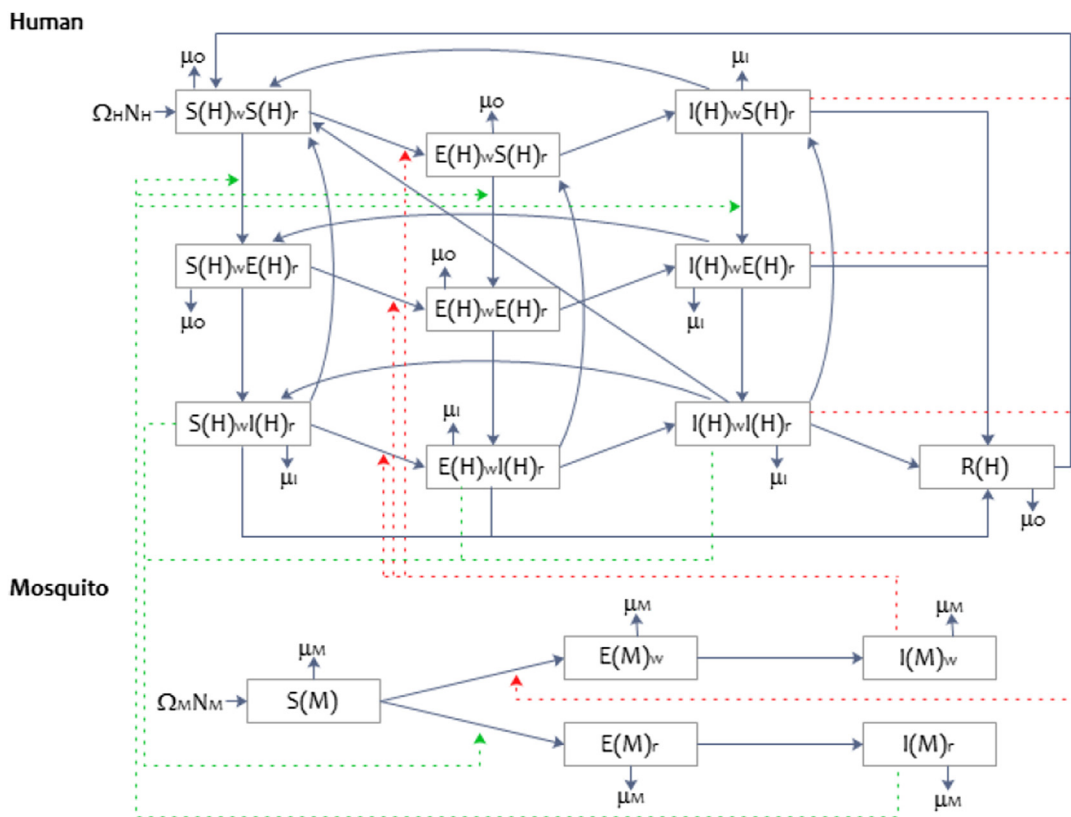 Human
μO
μI
ΩHNH
S(H)wS(H)r
μO
I(H)wS(H)r
E(H)wS(H)r
S(H)wE(H)r
μO
I(H)wE(H)r
μO
E(H)wE(H)r
μI
S(H)wI(H)r
μI
I(H)wI(H)r
μI
E(H)wI(H)r
μI
R(H)
μO
Mosquito
μM
μM
μM
E(M)w
I(M)w
ΩMNM
S(M)
E(M)r
I(M)r
μM
μM